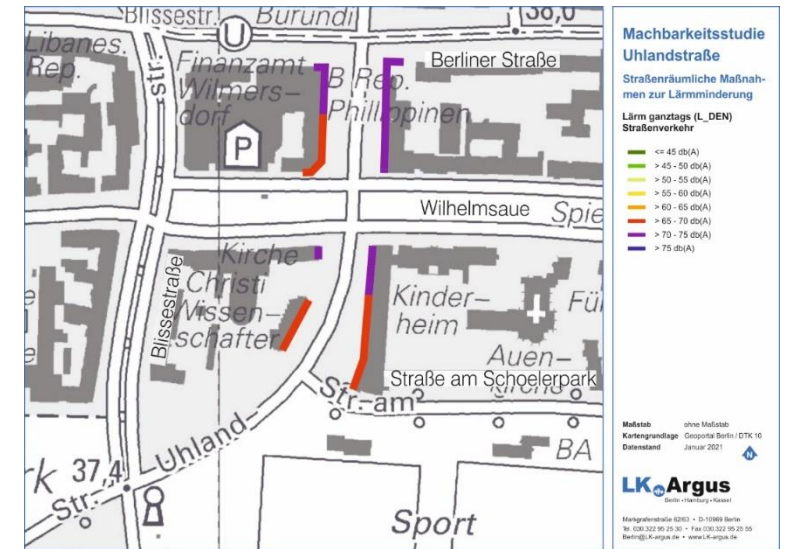 Blissestr.
Burundi
38,0
Libanes.
Rep.
str.
U
Finanzamt
Wilmers-
dorf
P
B Rep.
Philippinen
Berliner Straße
Wilhelmsaue
Spie
Kirche
Christi
Wissen-
schafter
Blissestraße
Kinder-
heim
Fü
Auen-
Straße am Schoelerpark
Str. am
Uhland
Str.
k 37,4
BA
Sport
Machbarkeitsstudie
Uhlandstraße
Straßenräumliche Maßnah-
men zur Lärmminderung
Lärm ganztags (L_DEN)
Straßenverkehr
<= 45 db(A)
> 45 - 50 db(A)
> 50 - 55 db(A)
> 55 - 60 db(A)
> 60 - 65 db(A)
> 65 - 70 db(A)
> 70 - 75 db(A)
> 75 db(A)
Maßstab ohne Maßstab
Kartengrundlage Geoportal Berlin / DTK 10
Datenstand Januar 2021
N
LK Argus
Berlin • Hamburg • Kassel
Markgrafenstraße 62/63 • D-10969 Berlin
Tel. 030.322 95 25 30 • Fax 030.322 95 25 55
Berlin@LK-argus.de • www.LK-argus.de